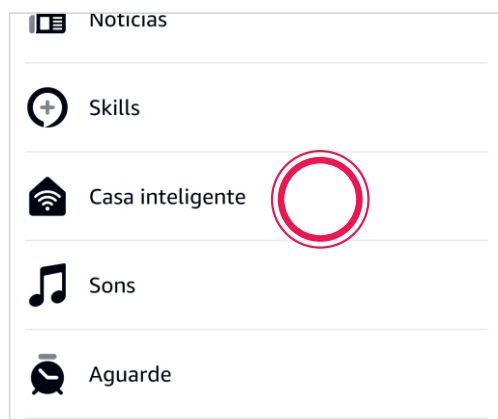 Notícias
Skills
Casa inteligente
Sons
Aguarde